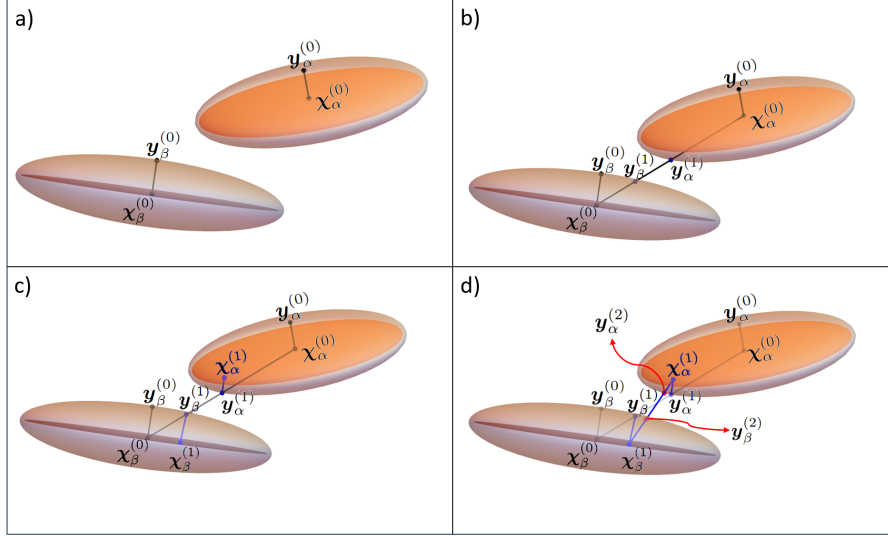 a)
𝒚_α^(0)
𝝌_α^(0)
𝒚_β^(0)
𝝌_β^(0)
b)
𝒚_α^(0)
𝝌_α^(0)
𝒚_β^(0)
𝒚_β^(1)
𝒚_α^(1)
𝝌_β^(0)
c)
𝒚_α^(0)
𝝌_α^(0)
𝝌_α^(1)
𝒚_β^(0)
𝒚_β^(1)
𝒚_α^(1)
𝝌_β^(0)
𝝌_β^(1)
d)
𝒚_α^(0)
𝒚_α^(2)
𝝌_α^(0)
𝝌_α^(1)
𝒚_β^(0)
𝒚_β^(1)
𝒚_α^(1)
𝒚_β^(2)
𝝌_β^(0)
𝝌_β^(1)